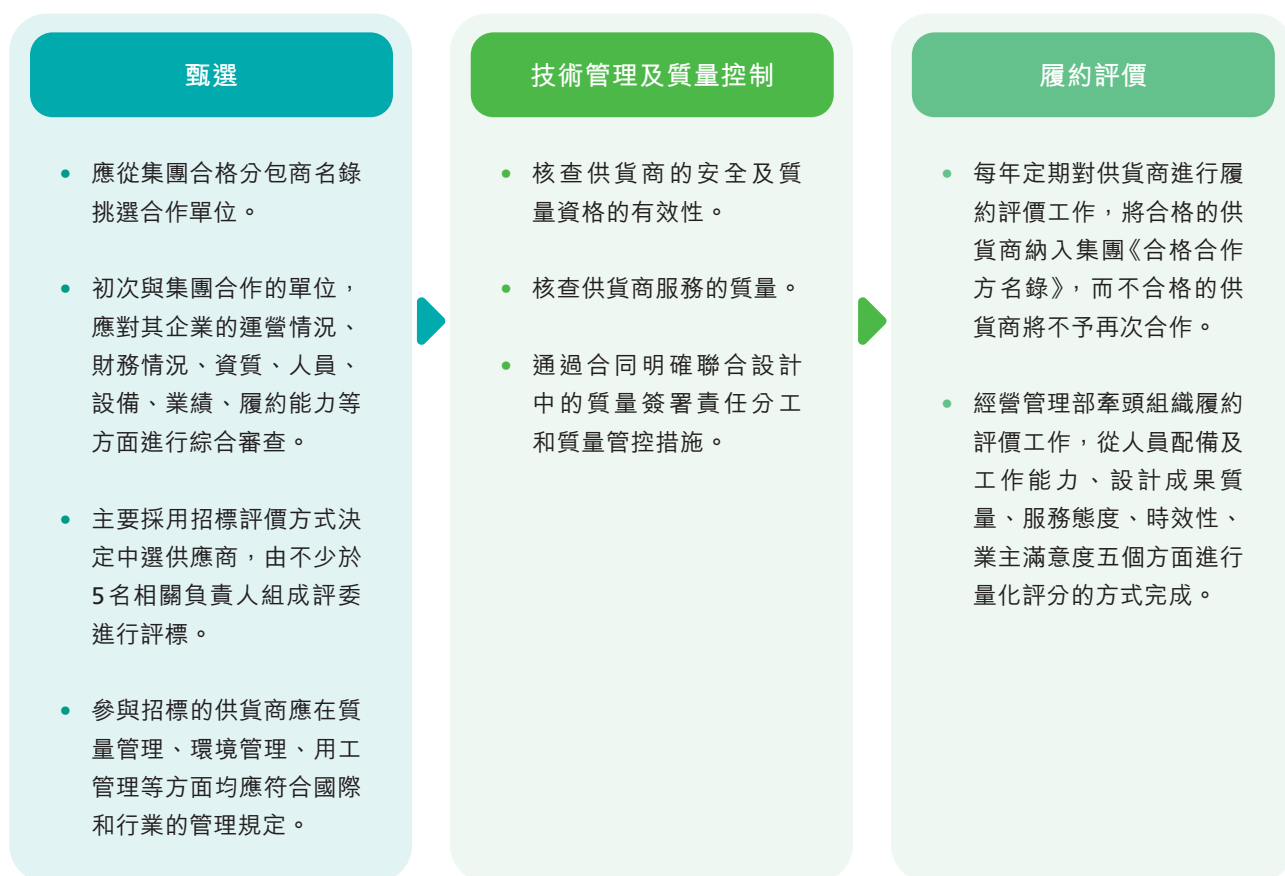 甄選
• 應從集團合格分包商名錄
挑選合作單位。
• 初次與集團合作的單位，
應對其企業的運營情況、
財務情況、資質、人員、
設備、業績、履約能力等
方面進行綜合審查。
• 主要採用招標評價方式決
定中選供應商，由不少於
5名相關負責人組成評委
進行評標。
• 參與招標的供貨商應在質
量管理、環境管理、用工
管理等方面均應符合國際
和行業的管理規定。
技術管理及質量控制
• 核查供貨商的安全及質
量資格的有效性。
• 核查供貨商服務的質量。
• 通過合同明確聯合設計
中的質量簽署責任分工
和質量管控措施。
履約評價
• 每年定期對供貨商進行履
約評價工作，將合格的供
貨商納入集團《合格合作
方名錄》，而不合格的供
貨商將不予再次合作。
• 經營管理部牽頭組織履約
評價工作，從人員配備及
工作能力、設計成果質
量、服務態度、時效性、
業主滿意度五個方面進行
量化評分的方式完成。